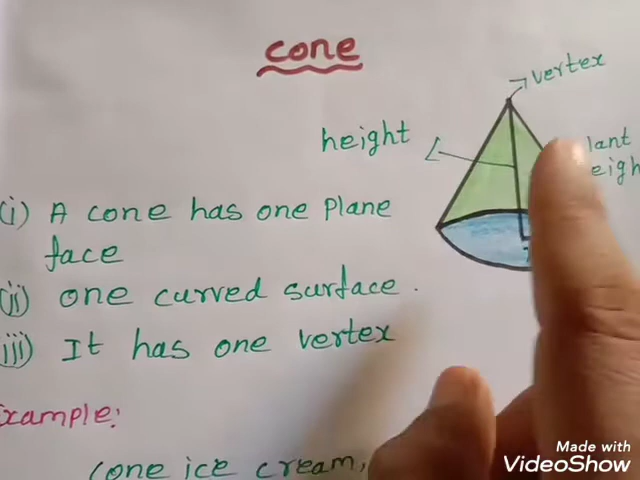 cone
vertex
height
lant
eigh
(i) A cone has one plane
face
(ii) one curved surface.
(iii) It has one vertex
Example:
Cone ice cream,
Made with
VideoShow